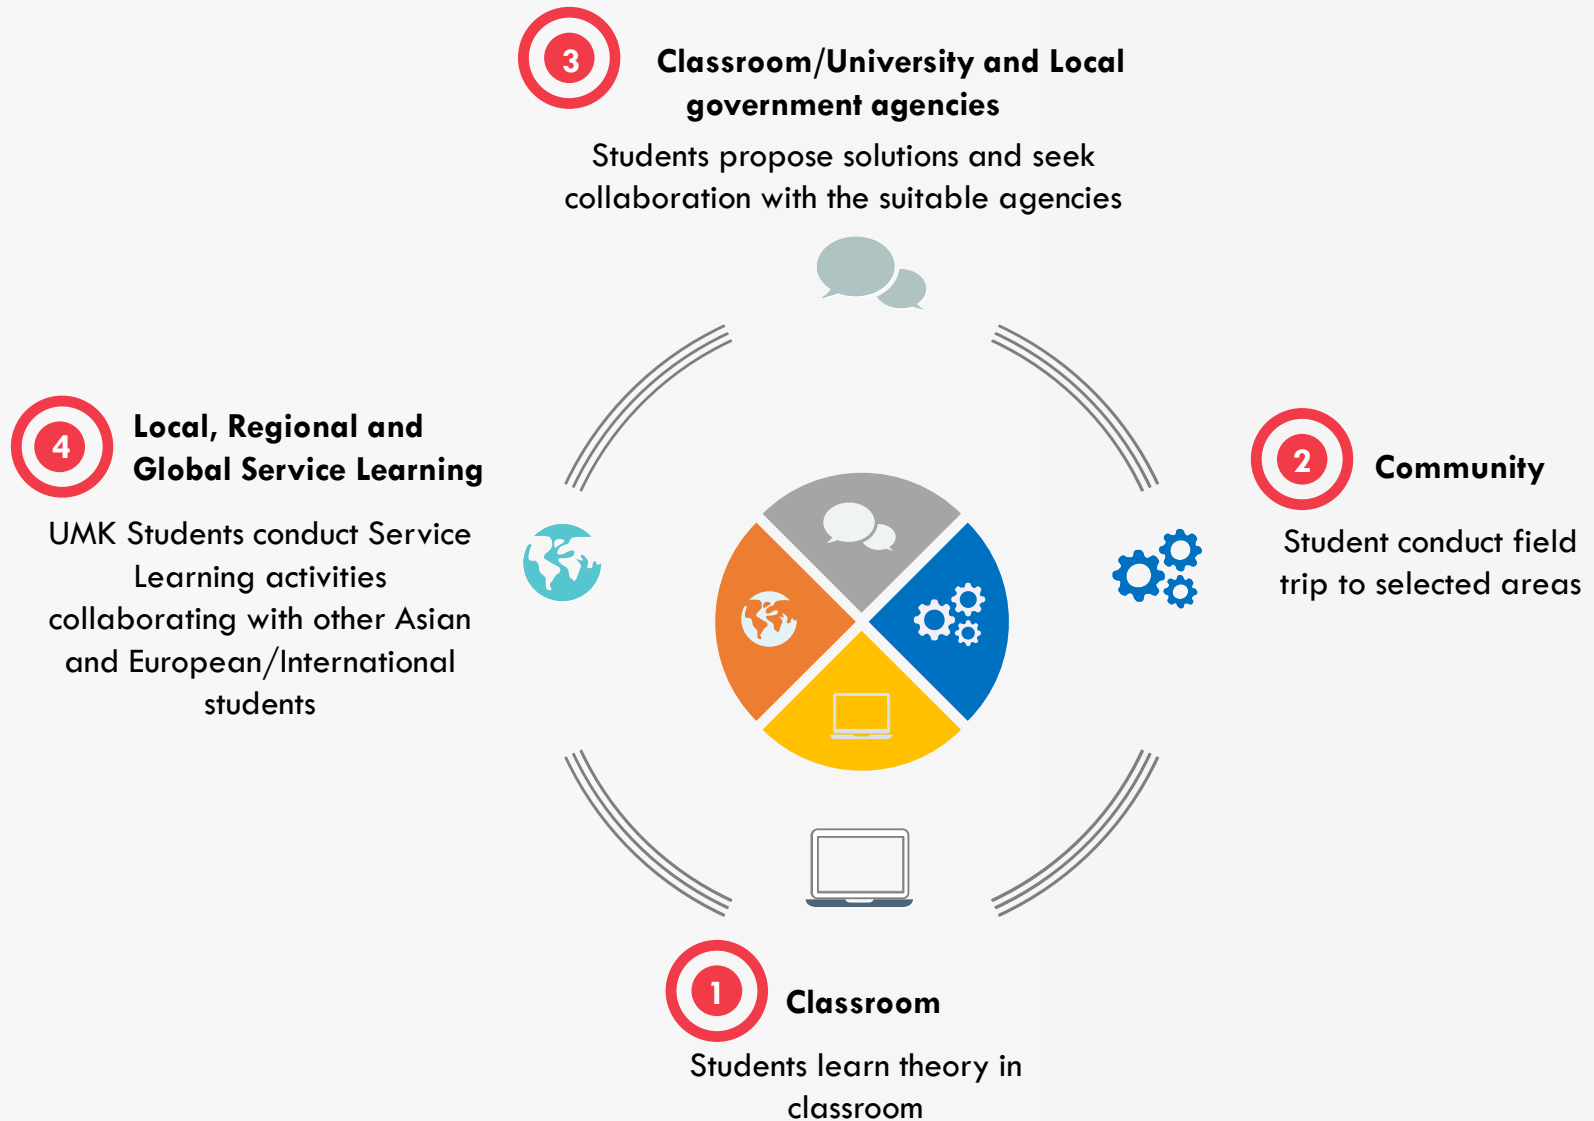 3
Classroom/University and Local
government agencies
Students propose solutions and seek
collaboration with the suitable agencies
4
Local, Regional and
Global Service Learning
UMK Students conduct Service
Learning activities
collaborating with other Asian
and European/International
students
2
Community
Student conduct field
trip to selected areas
1
Classroom
Students learn theory in
classroom